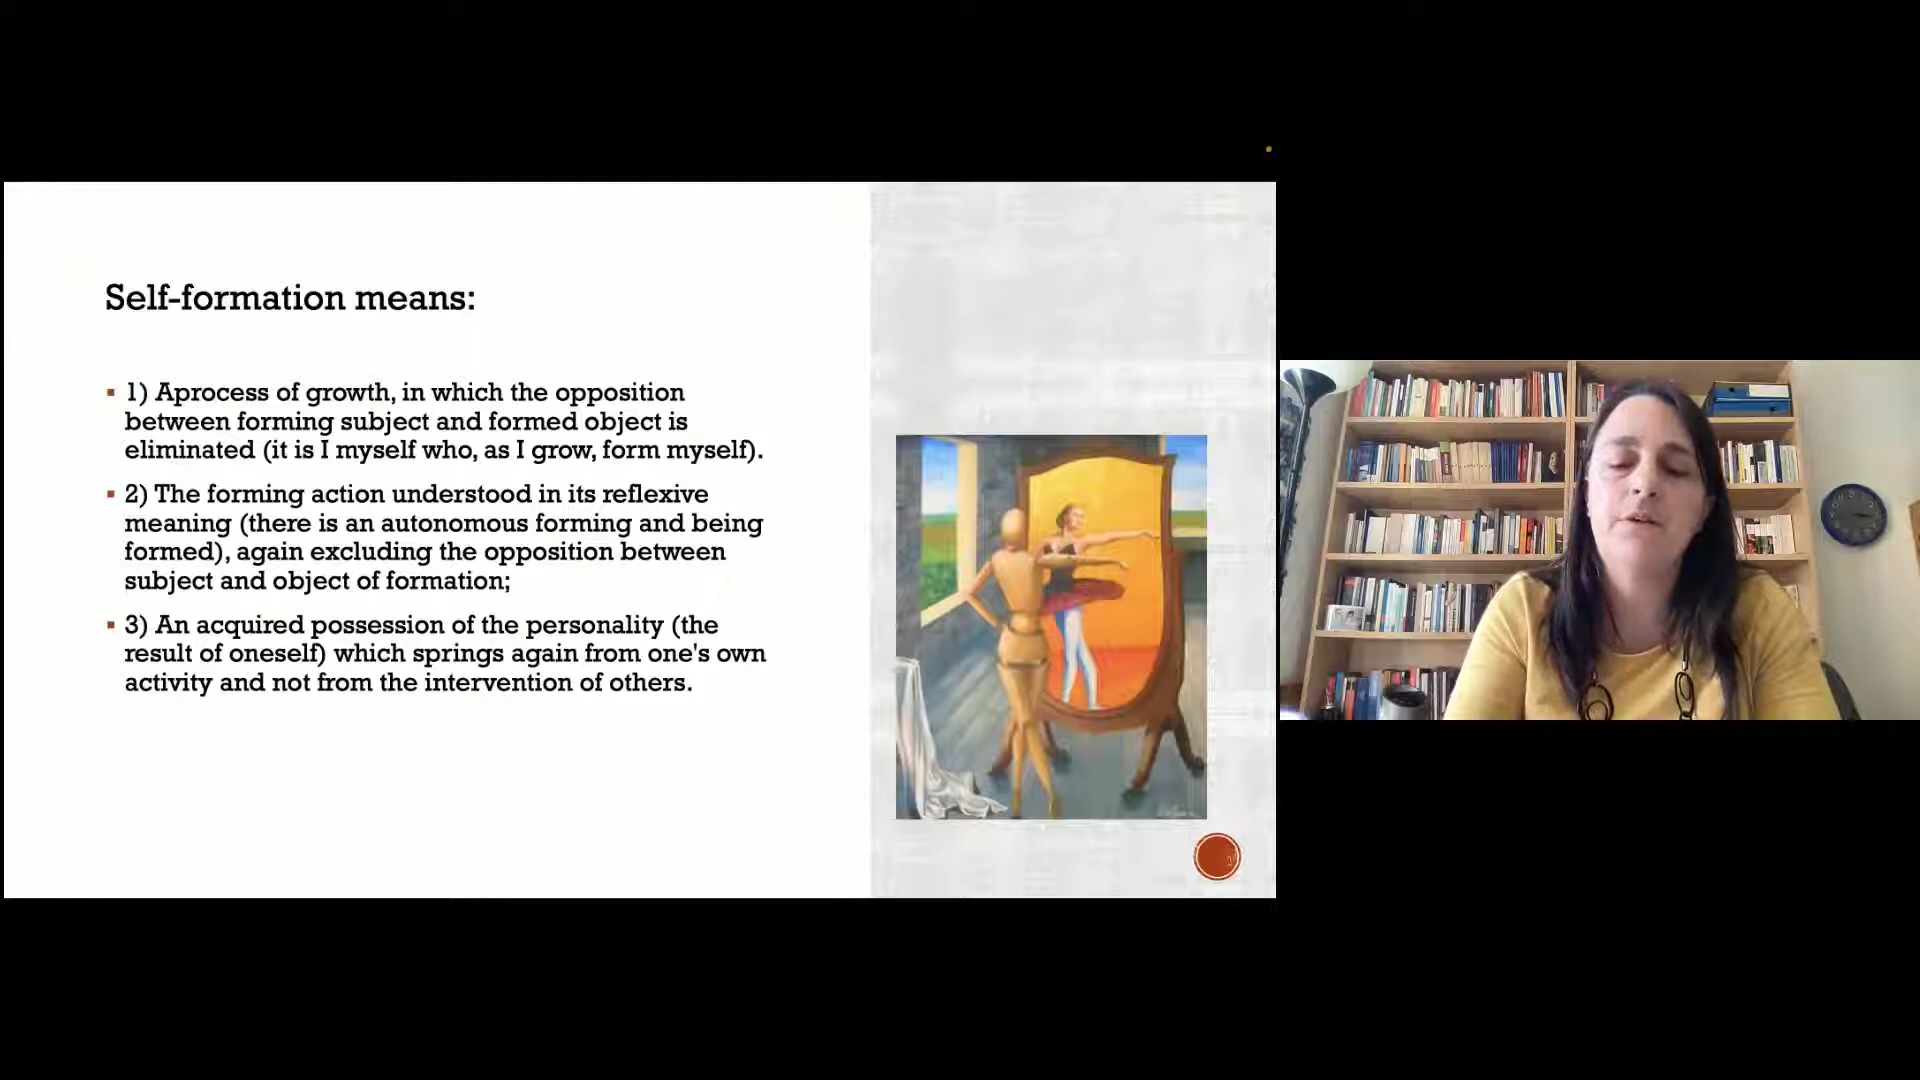 Self-formation means:
▪ 1) Aprocess of growth, in which the opposition
between forming subject and formed object is
eliminated (it is I myself who, as I grow, form myself).
▪ 2) The forming action understood in its reflexive
meaning (there is an autonomous forming and being
formed), again excluding the opposition between
subject and object of formation;
▪ 3) An acquired possession of the personality (the
result of oneself) which springs again from one's own
activity and not from the intervention of others.